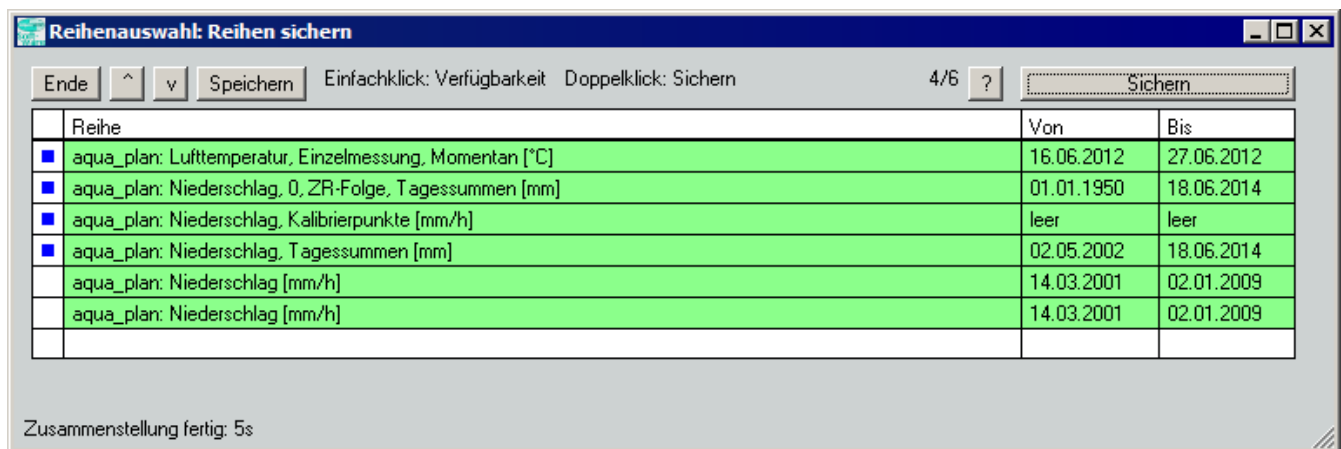 Reihenauswahl: Reihen sichern
Ende ^ v Speichern Einfachklick: Verfügbarkeit Doppelklick: Sichern 4/6 ? Sichern
Reihe Von Bis
aqua_plan: Lufttemperatur, Einzelmessung, Momentan [°C] 16.06.2012 27.06.2012
aqua_plan: Niederschlag, 0, ZR-Folge, Tagessummen [mm] 01.01.1950 18.06.2014
aqua_plan: Niederschlag, Kalibrierpunkte [mm/h] leer leer
aqua_plan: Niederschlag, Tagessummen [mm] 02.05.2002 18.06.2014
aqua_plan: Niederschlag [mm/h] 14.03.2001 02.01.2009
aqua_plan: Niederschlag [mm/h] 14.03.2001 02.01.2009
Zusammenstellung fertig: 5s